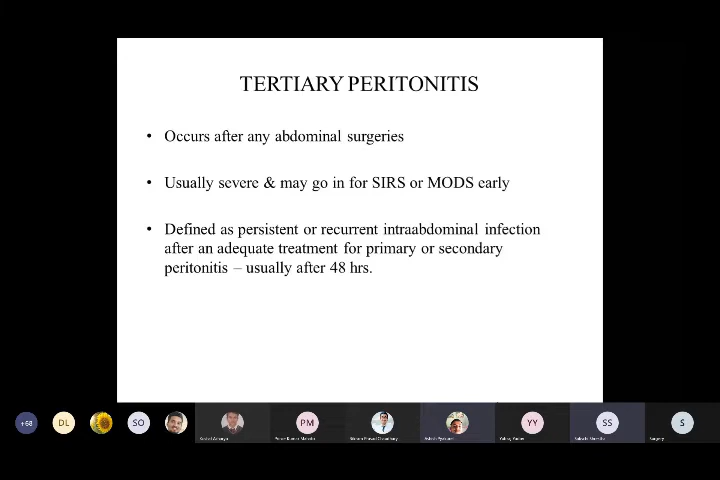 TERTIARY PERITONITIS
• Occurs after any abdominal surgeries
• Usually severe & may go in for SIRS or MODS early
• Defined as persistent or recurrent intraabdominal infection
after an adequate treatment for primary or secondary
peritonitis – usually after 48 hrs.
+68 DL SO PM YY SS S
Surgery